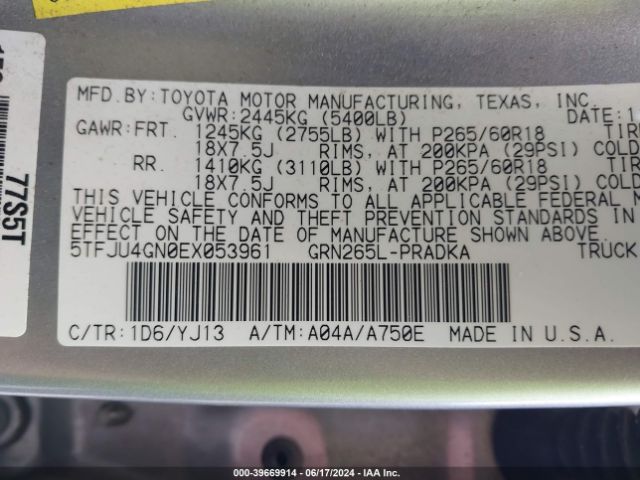 MFD.BY:TOYOTA MOTOR MANUFACTURING, TEXAS, INC.
GVWR:2445KG (5400LB) DATE:1
GAWR:FRT. 1245KG (2755LB) WITH P265/60R18 TIR
18X7.5J RIMS, AT 200KPA (29PSI) COLD
RR. 1410KG (3110LB) WITH P265/60R18 TIR
18X7.5J RIMS, AT 200KPA (29PSI) COLD
THIS VEHICLE CONFORMS TO ALL APPLICABLE FEDERAL M
VEHICLE SAFETY AND THEFT PREVENTION STANDARDS IN
EFFECT ON THE DATE OF MANUFACTURE SHOWN ABOVE.
5TFJU4GN0EX053961 GRN265L-PRADKA TRUCK
C/TR:1D6/YJ13 A/TM:A04A/A750E MADE IN U.S.A.
77S5T
000-39669914 - 06/17/2024 - IAA Inc.